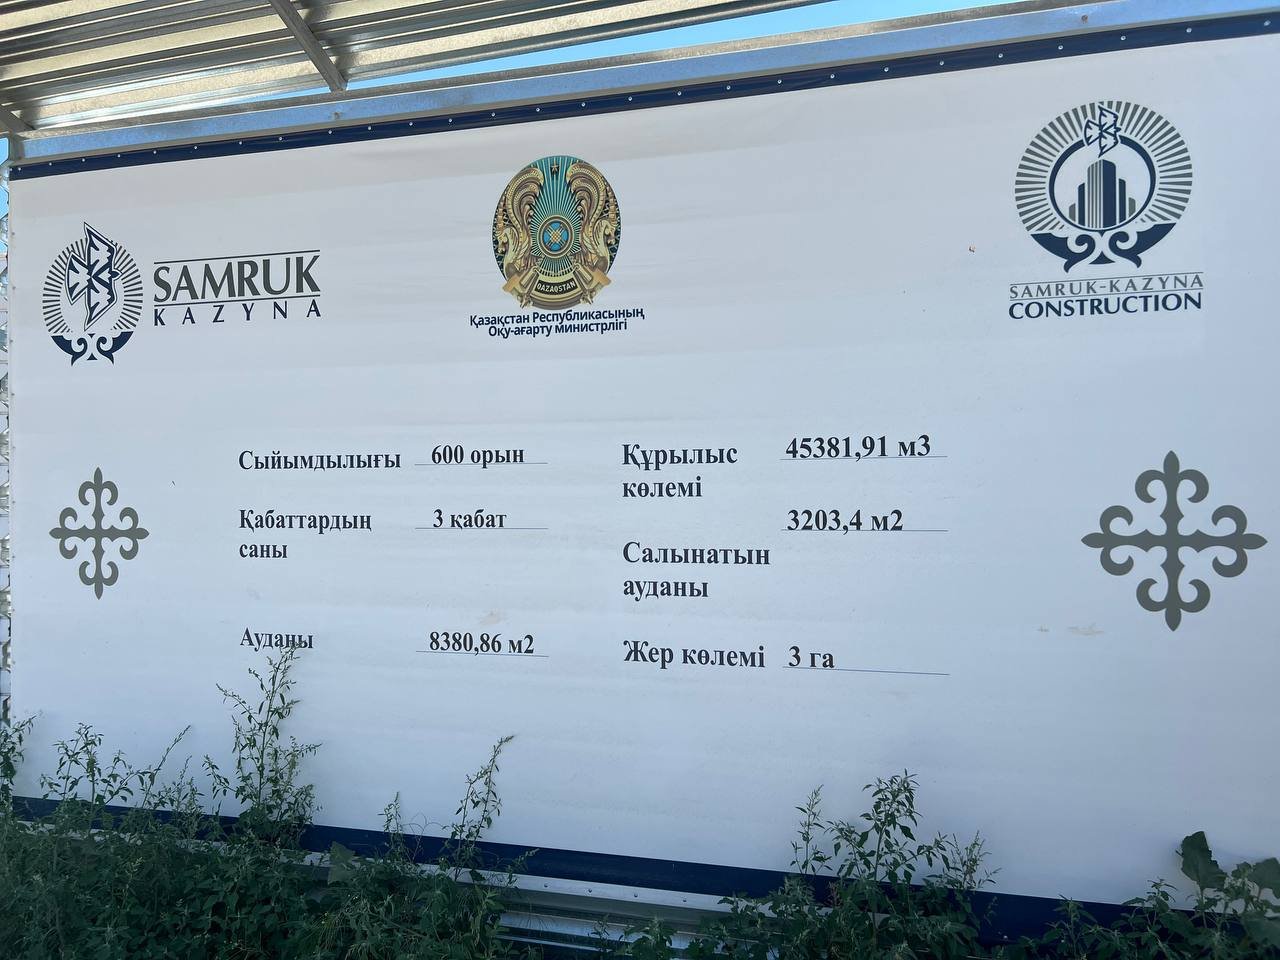 SAMRUK
KAZYNA
QAZAQSTAN
Қазақстан Республикасының
Оқу-ағарту министрлігі
SAMRUK-KAZYNA
CONSTRUCTION
Сыйымдылығы 600 орын
Қабаттардың 3 қабат
саны
Ауданы 8380,86 м2
Құрылыс 45381,91 м3
көлемі
3203,4 м2
Салынатын
ауданы
Жер көлемі 3 га